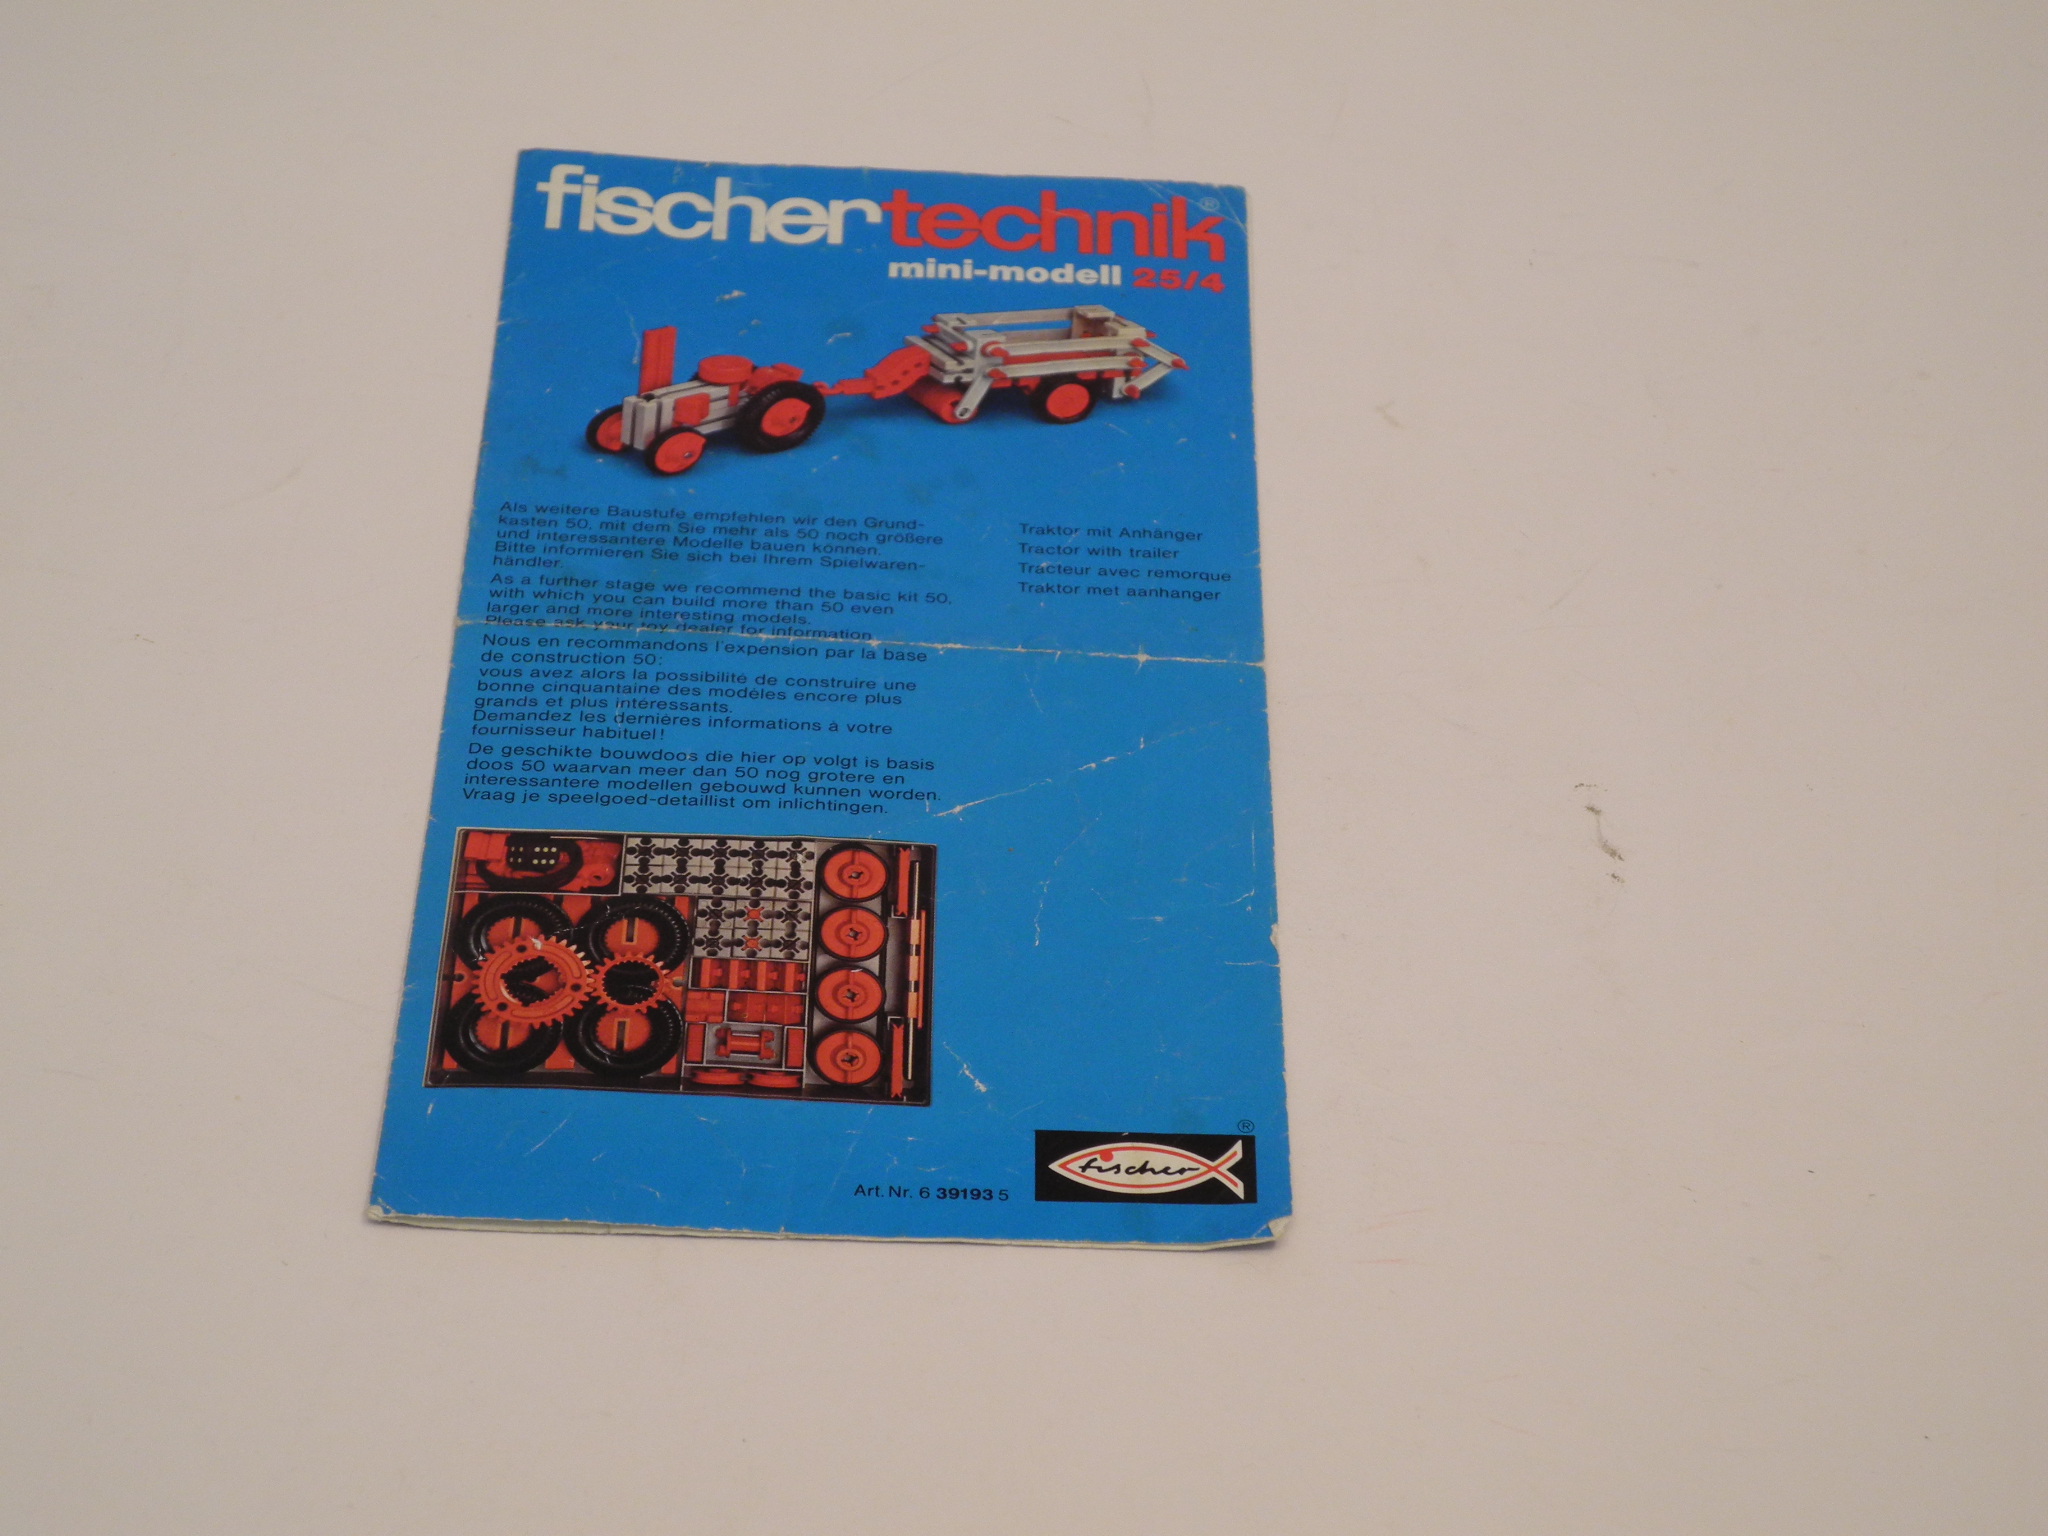 fischertechnik®
mini-modell 25/4
Als weitere Baustufe empfehlen wir den Grund-
kasten 50, mit dem Sie mehr als 50 noch größere
und interessantere Modelle bauen können.
Bitte informieren Sie sich bei Ihrem Spielwaren-
händler.
As a further stage we recommend the basic kit 50,
with which you can build more than 50 even
larger and more interesting models.
Please ask your toy dealer for information
Nous en recommandons l'expension par la base
de construction 50:
vous avez alors la possibilité de construire une
bonne cinquantaine des modèles encore plus
grands et plus intéressants.
Demandez les dernières informations à votre
fournisseur habituel!
De geschikte bouwdoos die hier op volgt is basis
doos 50 waarvan meer dan 50 nog grotere en
interessantere modellen gebouwd kunnen worden.
Vraag je speelgoed-detaillist om inlichtingen.
Traktor mit Anhänger
Tractor with trailer
Tracteur avec remorque
Traktor met aanhanger
Art. Nr. 6 39193 5
fischer
®